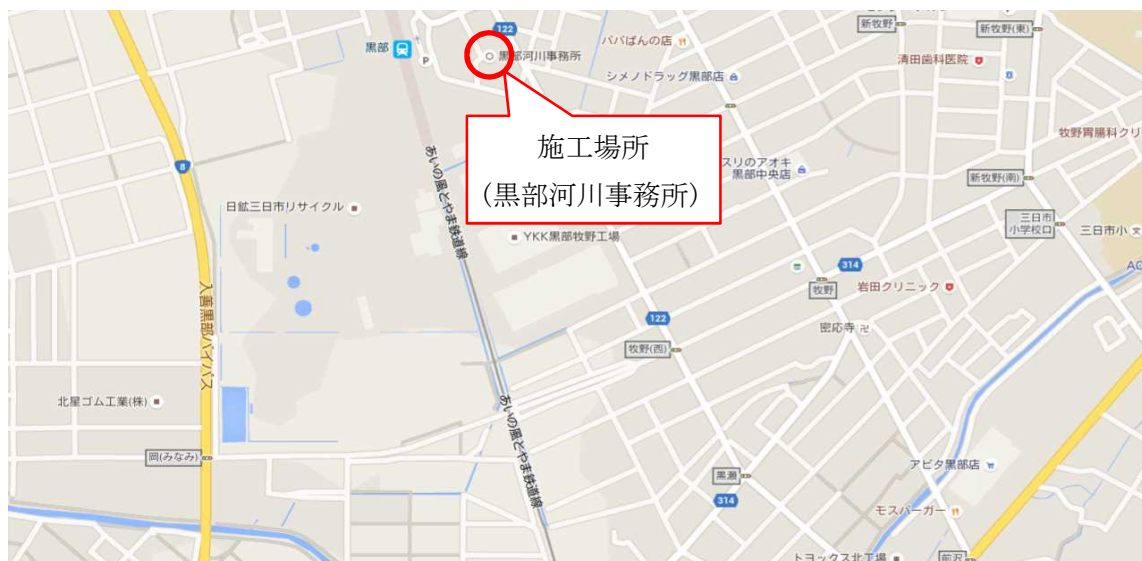 122
新牧野
新牧野(東)
黒部
P
黒部河川事務所
パパぱんの店
清田歯科医院
シメノドラッグ黒部店
施工場所
(黒部河川事務所)
牧野胃腸科クリ
あいの風とやま鉄道線
8
スリのアオキ
黒部中央店
新牧野(南)
日鉱三日市リサイクル
三日市
小学校口
三日市小
文
YKK黒部牧野工場
314
AC
牧野
岩田クリニック
入善黒部バイパス
122
密応寺
卍
牧野(西)
北星ゴム工業(株)
あいの風とやま鉄道線
岡(みなみ)
黒瀬
アピタ黒部店
314
モスバーガー
トヨックス北工場
前沢